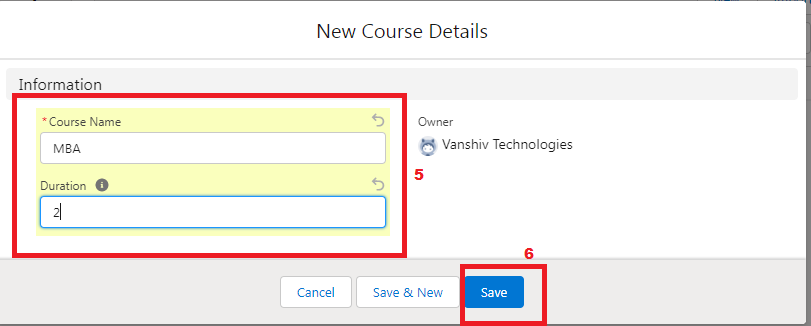 New Course Details
Information
*Course Name
MBA
Owner
Vanshiv Technologies
Duration
2
5
6
Cancel
Save & New
Save